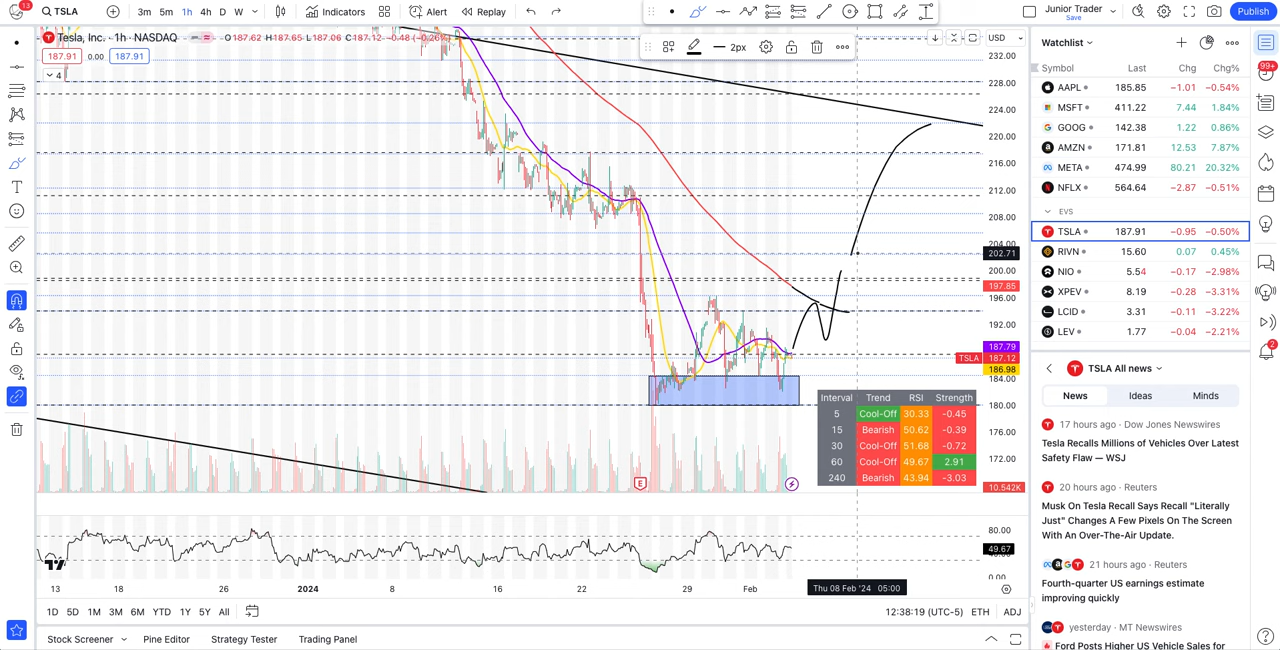 13
TSLA
3m 5m 1h 4h D W
Indicators
Alert
Replay
Junior Trader
Save
Publish
Tesla, Inc. · 1h · NASDAQ
O187.62 H187.65 L187.06 C187.12 −0.48 (−0.26%)
187.91 0.00 187.91
4
2px
USD
232.00
228.00
224.00
220.00
216.00
212.00
208.00
204.00
202.71
200.00
197.85
196.00
192.00
187.79
TSLA 187.12
186.98
184.00
180.00
176.00
172.00
10.542K
Interval Trend RSI Strength
5 Cool-Off 30.33 -0.45
15 Bearish 50.62 -0.39
30 Cool-Off 51.68 -0.72
60 Cool-Off 49.67 2.91
240 Bearish 43.94 -3.03
E
80.00
49.67
0.00
13 18 26 2024 8 16 22 29 Feb
Thu 08 Feb '24 05:00
1D 5D 1M 3M 6M YTD 1Y 5Y All
12:38:19 (UTC-5) ETH ADJ
Stock Screener Pine Editor Strategy Tester Trading Panel
Watchlist
Symbol Last Chg Chg%
AAPL 185.85 −1.01 −0.54%
MSFT 411.22 7.44 1.84%
GOOG 142.38 1.22 0.86%
AMZN 171.81 12.53 7.87%
META 474.99 80.21 20.32%
NFLX 564.64 −2.87 −0.51%
EVS
TSLA 187.91 −0.95 −0.50%
RIVN 15.60 0.07 0.45%
NIO 5.54 −0.17 −2.98%
XPEV 8.19 −0.28 −3.31%
LCID 3.31 −0.11 −3.22%
LEV 1.77 −0.04 −2.21%
TSLA All news
News Ideas Minds
17 hours ago · Dow Jones Newswires
Tesla Recalls Millions of Vehicles Over Latest
Safety Flaw — WSJ
20 hours ago · Reuters
Musk On Tesla Recall Says Recall "Literally
Just" Changes A Few Pixels On The Screen
With An Over-The-Air Update.
21 hours ago · Reuters
Fourth-quarter US earnings estimate
improving quickly
yesterday · MT Newswires
Ford Posts Higher US Vehicle Sales for
99+
2